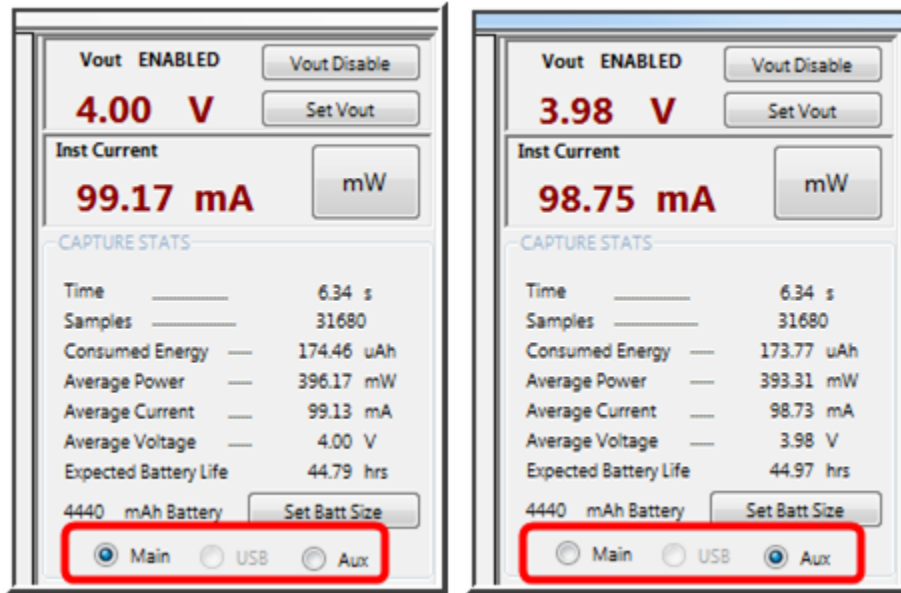 Vout ENABLED
Vout Disable
4.00 V
Set Vout
Inst Current
99.17 mA
mW
CAPTURE STATS
Time 6.34 s
Samples 31680
Consumed Energy 174.46 uAh
Average Power 396.17 mW
Average Current 99.13 mA
Average Voltage 4.00 V
Expected Battery Life 44.79 hrs
4440 mAh Battery Set Batt Size
Main USB Aux
Vout ENABLED
Vout Disable
3.98 V
Set Vout
Inst Current
98.75 mA
mW
CAPTURE STATS
Time 6.34 s
Samples 31680
Consumed Energy 173.77 uAh
Average Power 393.31 mW
Average Current 98.73 mA
Average Voltage 3.98 V
Expected Battery Life 44.97 hrs
4440 mAh Battery Set Batt Size
Main USB Aux